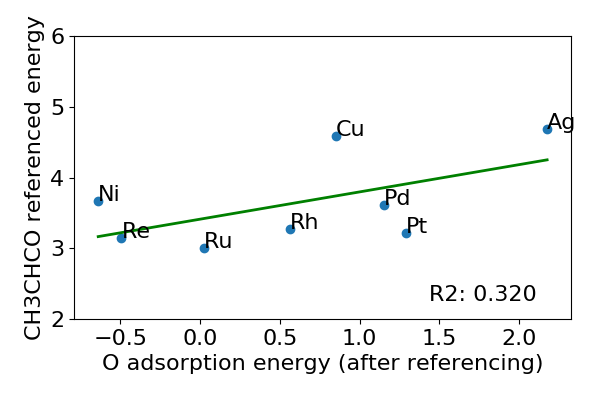 CH3CHCO referenced energy
6
5
4
3
2
Cu
Ag
Ni
Pd
Re
Rh
Pt
Ru
R2: 0.320
−0.5 0.0 0.5 1.0 1.5 2.0
O adsorption energy (after referencing)